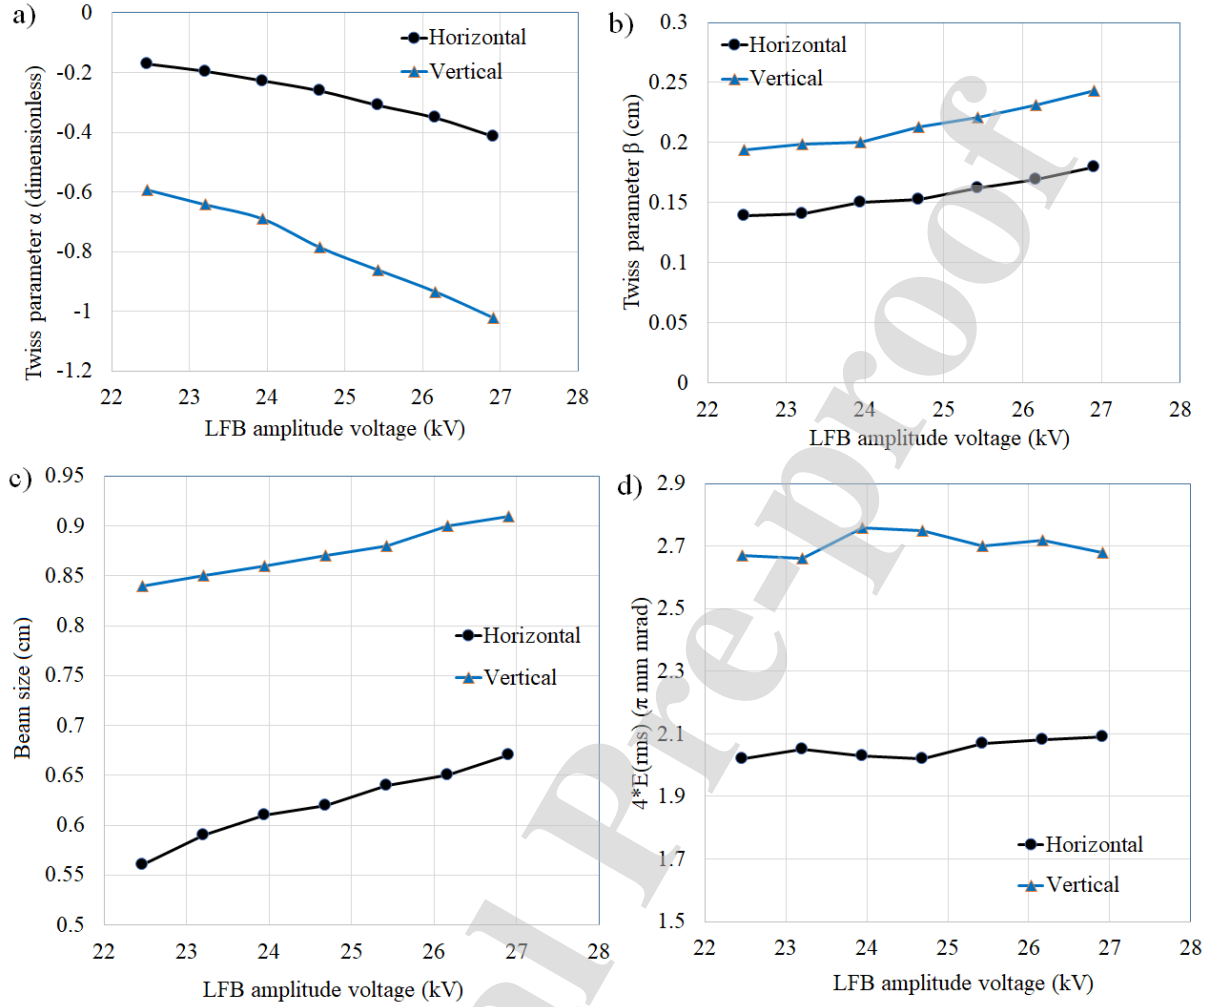 a)
0
-0.2
-0.4
-0.6
-0.8
-1
-1.2
Twiss parameter α (dimensionless)
Horizontal
Vertical
22 23 24 25 26 27 28
LFB amplitude voltage (kV)
b)
0.3
0.25
0.2
0.15
0.1
0.05
0
Twiss parameter β (cm)
Horizontal
Vertical
22 23 24 25 26 27 28
LFB amplitude voltage (kV)
c)
0.95
0.9
0.85
0.8
0.75
0.7
0.65
0.6
0.55
0.5
Beam size (cm)
Horizontal
Vertical
22 23 24 25 26 27 28
LFB amplitude voltage (kV)
d)
2.9
2.7
2.5
2.3
2.1
1.9
1.7
1.5
4*E(rms) (π mm mrad)
Horizontal
Vertical
22 23 24 25 26 27 28
LFB amplitude voltage (kV)
Pre-proof